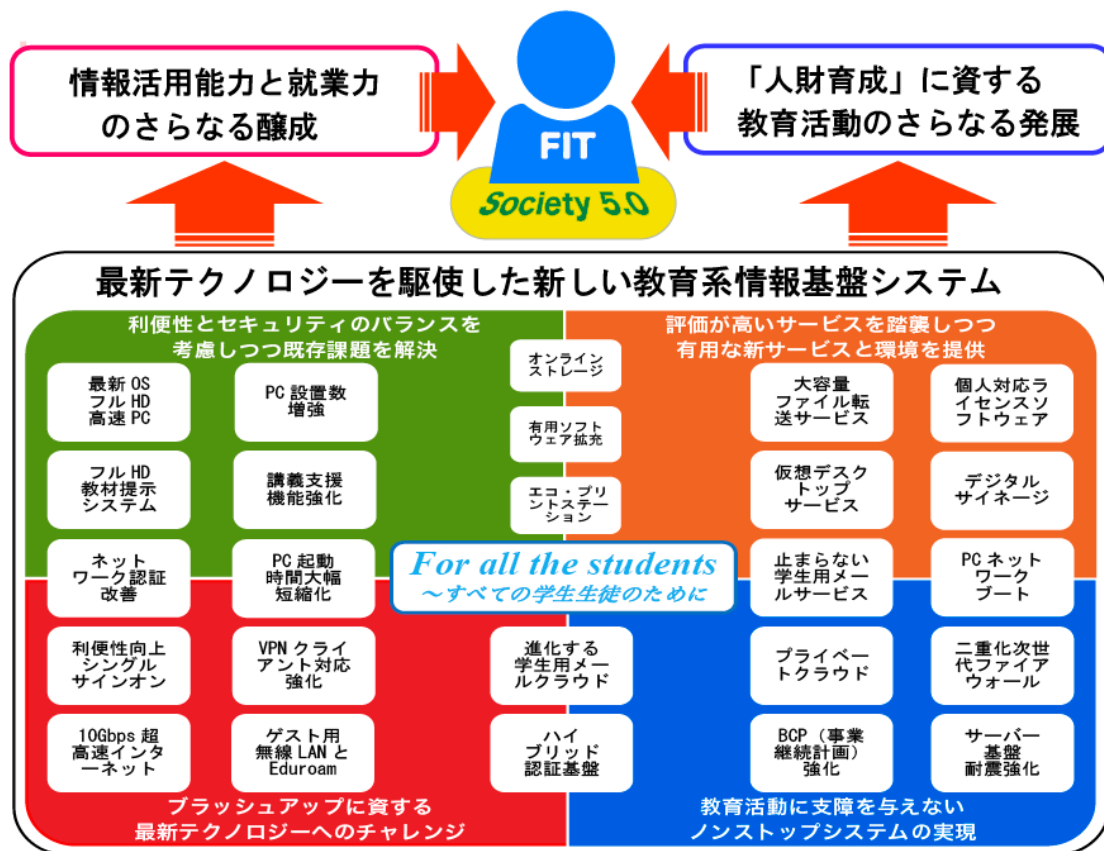 情報活用能力と就業力
のさらなる醸成
FIT
Society 5.0
「人財育成」に資する
教育活動のさらなる発展
最新テクノロジーを駆使した新しい教育系情報基盤システム
利便性とセキュリティのバランスを
考慮しつつ既存課題を解決
評価が高いサービスを踏襲しつつ
有用な新サービスと環境を提供
最新 OS
フル HD
高速 PC
PC 設置数
増強
オンライン
ストレージ
大容量
ファイル転
送サービス
個人対応ラ
イセンスソ
フトウェア
有用ソフト
ウェア拡充
フル HD
教材提示
システム
講義支援
機能強化
エコ・プリ
ントステー
ション
仮想デスク
トップ
サービス
デジタル
サイネージ
ネット
ワーク認証
改善
PC 起動
時間大幅
短縮化
For all the students
～すべての学生生徒のために
止まらない
学生用メー
ルサービス
PC ネット
ワーク
ブート
利便性向上
シングル
サインオン
VPN クライ
アント対応
強化
進化する
学生用メー
ルクラウド
プライベー
トクラウド
二重化次世
代ファイア
ウォール
10Gbps 超
高速インタ
ーネット
ゲスト用
無線 LAN と
Eduroam
ハイ
ブリッド
認証基盤
BCP（事業
継続計画）
強化
サーバー
基盤
耐震強化
ブラッシュアップに資する
最新テクノロジーへのチャレンジ
教育活動に支障を与えない
ノンストップシステムの実現